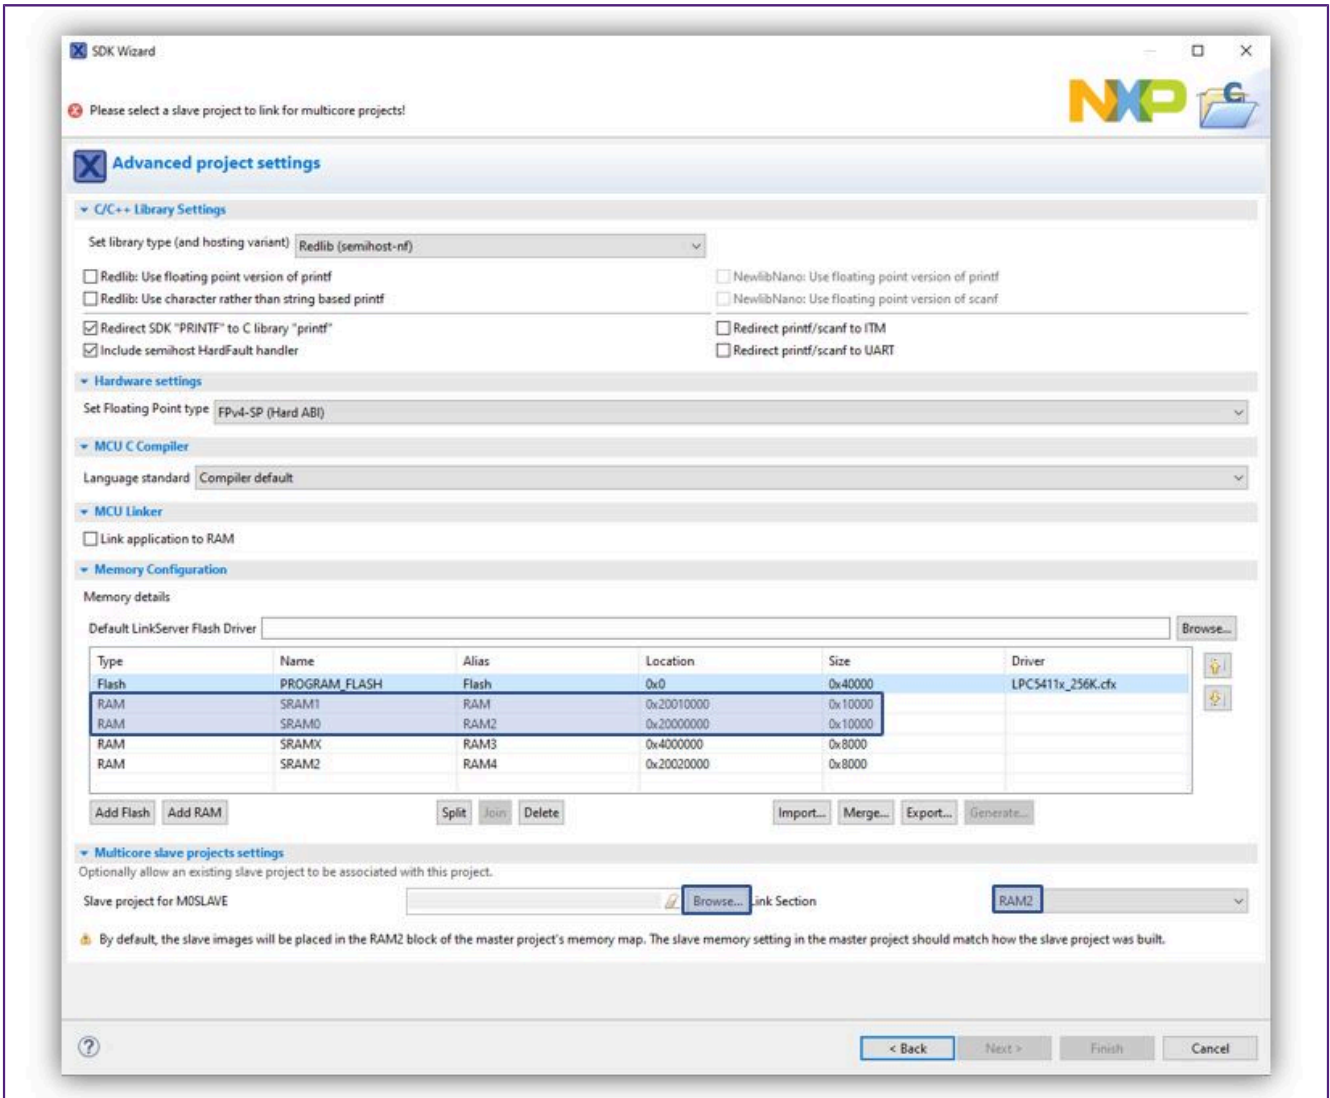 SDK Wizard
Please select a slave project to link for multicore projects!
NXP
C
Advanced project settings
C/C++ Library Settings
Set library type (and hosting variant) Redlib (semihost-nf)
Redlib: Use floating point version of printf NewlibNano: Use floating point version of printf
Redlib: Use character rather than string based printf NewlibNano: Use floating point version of scanf
Redirect SDK "PRINTF" to C library "printf" Redirect printf/scanf to ITM
Include semihost HardFault handler Redirect printf/scanf to UART
Hardware settings
Set Floating Point type FPv4-SP (Hard ABI)
MCU C Compiler
Language standard Compiler default
MCU Linker
Link application to RAM
Memory Configuration
Memory details
Default LinkServer Flash Driver Browse...
Type Name Alias Location Size Driver
Flash PROGRAM_FLASH Flash 0x0 0x40000 LPC5411x_256K.cfx
RAM SRAM1 RAM 0x20010000 0x10000
RAM SRAM0 RAM2 0x20000000 0x10000
RAM SRAMX RAM3 0x4000000 0x8000
RAM SRAM2 RAM4 0x20020000 0x8000
Add Flash Add RAM Split Join Delete Import... Merge... Export... Generate...
Multicore slave projects settings
Optionally allow an existing slave project to be associated with this project.
Slave project for M0SLAVE Browse... ink Section RAM2
By default, the slave images will be placed in the RAM2 block of the master project's memory map. The slave memory setting in the master project should match how the slave project was built.
? < Back Next > Finish Cancel